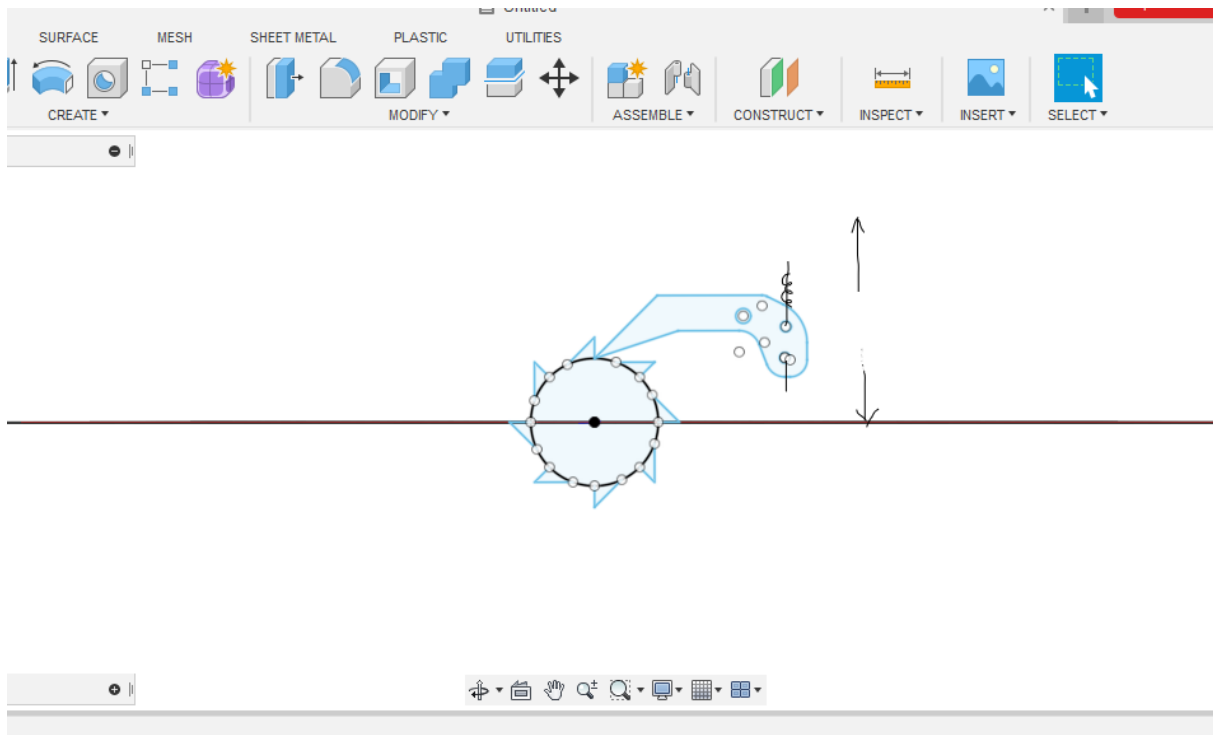 Untitled
SURFACE MESH SHEET METAL PLASTIC UTILITIES
CREATE MODIFY ASSEMBLE CONSTRUCT INSPECT INSERT SELECT